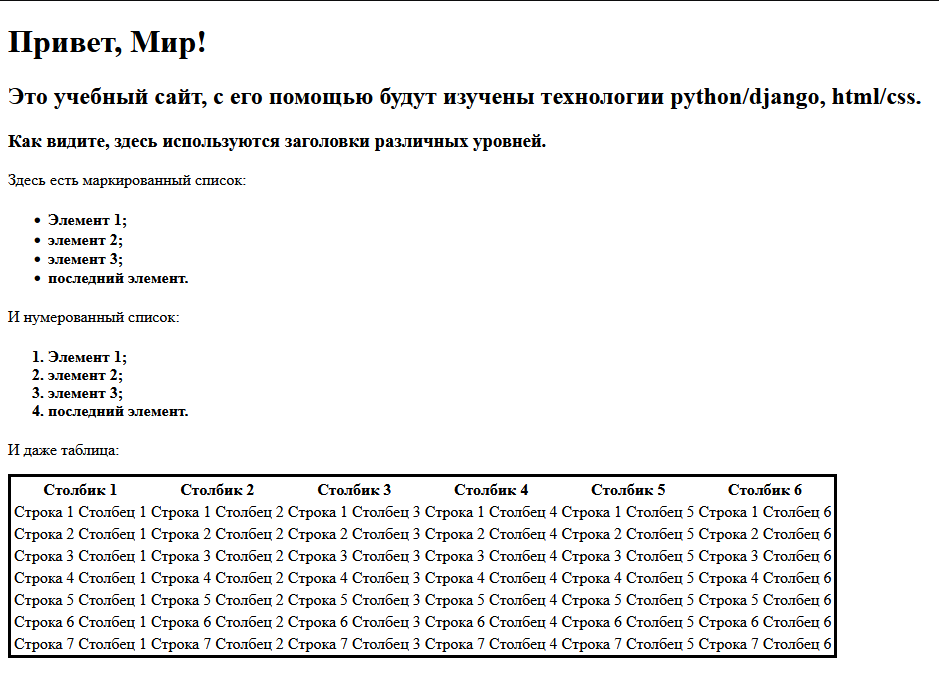 Привет, Мир!
Это учебный сайт, с его помощью будут изучены технологии python/django, html/css.
Как видите, здесь используются заголовки различных уровней.
Здесь есть маркированный список:
• Элемент 1;
• элемент 2;
• элемент 3;
• последний элемент.
И нумерованный список:
1. Элемент 1;
2. элемент 2;
3. элемент 3;
4. последний элемент.
И даже таблица:
Столбик 1 Столбик 2 Столбик 3 Столбик 4 Столбик 5 Столбик 6
Строка 1 Столбец 1 Строка 1 Столбец 2 Строка 1 Столбец 3 Строка 1 Столбец 4 Строка 1 Столбец 5 Строка 1 Столбец 6
Строка 2 Столбец 1 Строка 2 Столбец 2 Строка 2 Столбец 3 Строка 2 Столбец 4 Строка 2 Столбец 5 Строка 2 Столбец 6
Строка 3 Столбец 1 Строка 3 Столбец 2 Строка 3 Столбец 3 Строка 3 Столбец 4 Строка 3 Столбец 5 Строка 3 Столбец 6
Строка 4 Столбец 1 Строка 4 Столбец 2 Строка 4 Столбец 3 Строка 4 Столбец 4 Строка 4 Столбец 5 Строка 4 Столбец 6
Строка 5 Столбец 1 Строка 5 Столбец 2 Строка 5 Столбец 3 Строка 5 Столбец 4 Строка 5 Столбец 5 Строка 5 Столбец 6
Строка 6 Столбец 1 Строка 6 Столбец 2 Строка 6 Столбец 3 Строка 6 Столбец 4 Строка 6 Столбец 5 Строка 6 Столбец 6
Строка 7 Столбец 1 Строка 7 Столбец 2 Строка 7 Столбец 3 Строка 7 Столбец 4 Строка 7 Столбец 5 Строка 7 Столбец 6